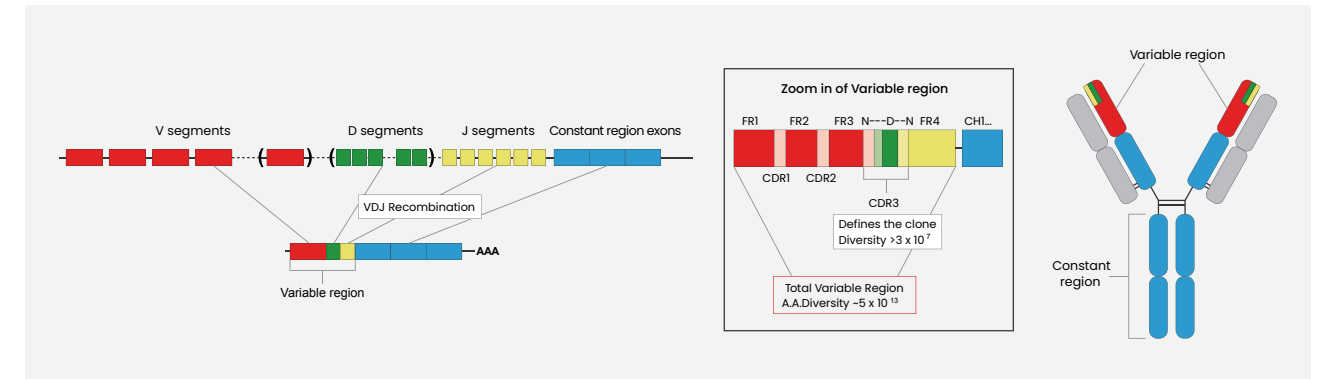 V segments
D segments
J segments
Constant region exons
( ) ( )
VDJ Recombination
AAA
Variable region
Zoom in of Variable region
FR1 FR2 FR3 N---D--N FR4 CH1...
CDR1 CDR2
CDR3
Defines the clone
Diversity >3 x 10⁷
Total Variable Region
A.A.Diversity ~5 x 10¹³
Variable region
Constant
region